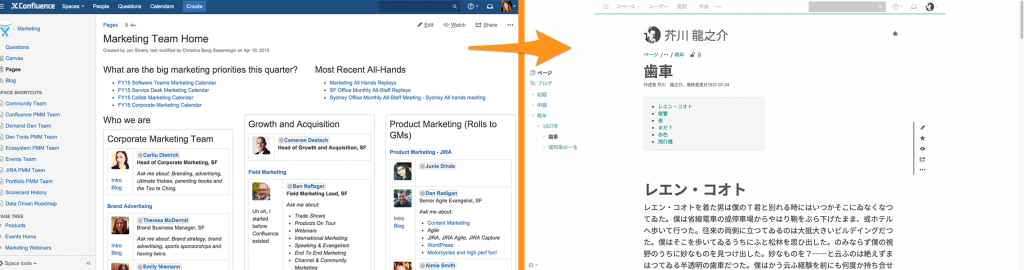 Confluence Spaces People Questions Calendars Create
Marketing
Questions
Canvas
Pages
Blog
SPACE SHORTCUTS
Community Team
Confluence PMM Team
Demand Gen Team
Dev Tools PMM Team
Ecosystem PMM Team
Events Team
JIRA PMM Team
Scorecard History
Data Driven Roadmap
PAGE TREE
Products
Events Home
Marketing Webinars
Space tools
Pages
Edit Watch Share
Marketing Team Home
Created by Jon Silvers, last modified by Christina Bang Sewanangin on Apr 10, 2015
What are the big marketing priorities this quarter?
FY15 Software Teams Marketing Calendar
FY15 Service Desk Marketing Calendar
FY15 Collab Marketing Calendar
FY15 Corporate Marketing Calendar
Most Recent All-Hands
Marketing All Hands Replays
SF Office Monthly All-Staff Replays
Sydney Office Monthly All-Staff Meeting - Sydney All hands meeting
Who we are
Corporate Marketing Team
Carilu Dietrich
Head of Corporate Marketing, SF
Intro
Blog
Ask me about: Branding, advertising,
ultimate frisbee, parenting books and
the Tao te Ching.
Brand Advertising
Theresa McDermit
Brand Business Manager, SF
Intro
Blog
Ask me about: Brand strategy, brand
advertising, sports sponsorships and
having twins.
Emily Niemann
Growth and Acquisition
Cameron Deatsch
Head of Growth and Acquisition, SF
Field Marketing
Ben Naftzger
Field Marketing Lead, SF
Uh oh, I
started
before
Confluence
existed
Ask me about:
Trade Shows
Products On Tour
Webinars
International Marketing
Speaking & Evangelism
End To End Marketing
Channel & Community
Marketing
Product Marketing (Rolls to
GMs)
Product Marketing - JIRA
Junie Dinda
Dan Radigan
Senior Agile Evangelist, SF
Intro
Blog
Ask me about:
Content Marketing
Agile
JIRA, JIRA Agile, JIRA Capture
WordPress
Motorcycles and high perf fun!
Aimie Smith
スペース ユーザー 質問 作成
芥川 龍之介
ページ
ブログ
初期
中期
晩年
1927年
歯車
或阿呆の一生
ページ / ··· / 晩年
歯車
作成者 芥川 龍之介、最終変更日1927-07-24
レエン・コオト
復讐
夜
まだ？
赤光
飛行機
レエン・コオト
レエン・コオトを着た男は僕のＴ君と別れる時にはいつかそこにゐなくなつ
てゐた。僕は省線電車の或停車場からやはり鞄をぶら下げたまま、或ホテル
へ歩いて行つた。往来の両側に立つてゐるのは大抵大きいビルデイングだつ
た。僕はそこを歩いてゐるうちにふと松林を思ひ出した。のみならず僕の視
野のうちに妙なものを見つけ出した。妙なものを？――と云ふのは絶えずま
はつてゐる半透明の歯車だつた。僕はかう云ふ経験を前にも何度か持ち合せ